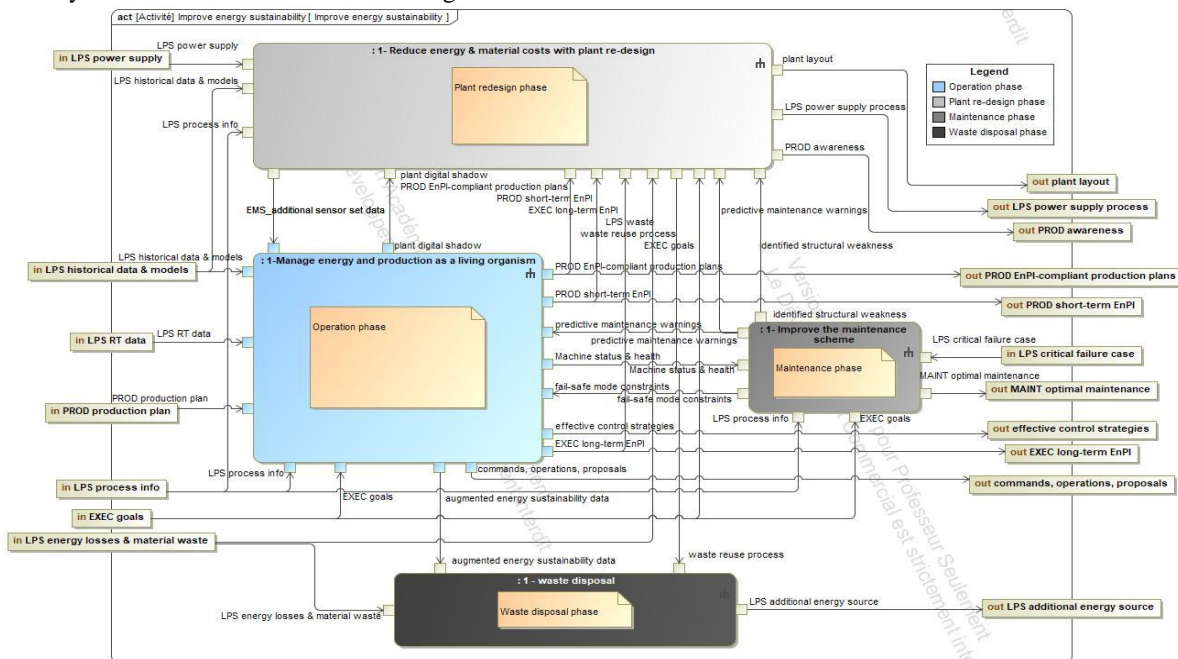 act [Activité] Improve energy sustainability [ Improve energy sustainability ]
LPS power supply
: 1- Reduce energy & material costs with plant re-design
in LPS power supply
plant layout
Legend
Operation phase
Plant re-design phase
Maintenance phase
Waste disposal phase
LPS historical data & models
Plant redesign phase
LPS power supply process
LPS process info
PROD awareness
plant digital shadow
out plant layout
PROD EnPI-compliant production plans
PROD short-term EnPI
EMS_additional sensor set data
EXEC long-term EnPI
predictive maintenance warnings
out LPS power supply process
LPS waste
waste reuse process
out PROD awareness
plant digital shadow
EXEC goals
identified structural weakness
LPS historical data & models
: 1-Manage energy and production as a living organism
in LPS historical data & models
PROD EnPI-compliant production plans
out PROD EnPI-compliant production plans
PROD short-term EnPI
out PROD short-term EnPI
identified structural weakness
Operation phase
predictive maintenance warnings
: 1- Improve the maintenance
scheme
LPS RT data
in LPS RT data
predictive maintenance warnings
LPS critical failure case
in LPS critical failure case
Machine status & health
Machine status & health
Maintenance phase
MAINT optimal maintenance
fail-safe mode constraints
fail-safe mode constraints
out MAINT optimal maintenance
PROD production plan
in PROD production plan
LPS process info
EXEC goals
effective control strategies
out effective control strategies
EXEC long-term EnPI
out EXEC long-term EnPI
LPS process info
commands, operations, proposals
out commands, operations, proposals
in LPS process info
EXEC goals
augmented energy sustainability data
in EXEC goals
in LPS energy losses & material waste
augmented energy sustainability data
waste reuse process
: 1 - waste disposal
LPS energy losses & material waste
Waste disposal phase
LPS additional energy source
out LPS additional energy source
pour Professeur Seulement
commercial est strictement